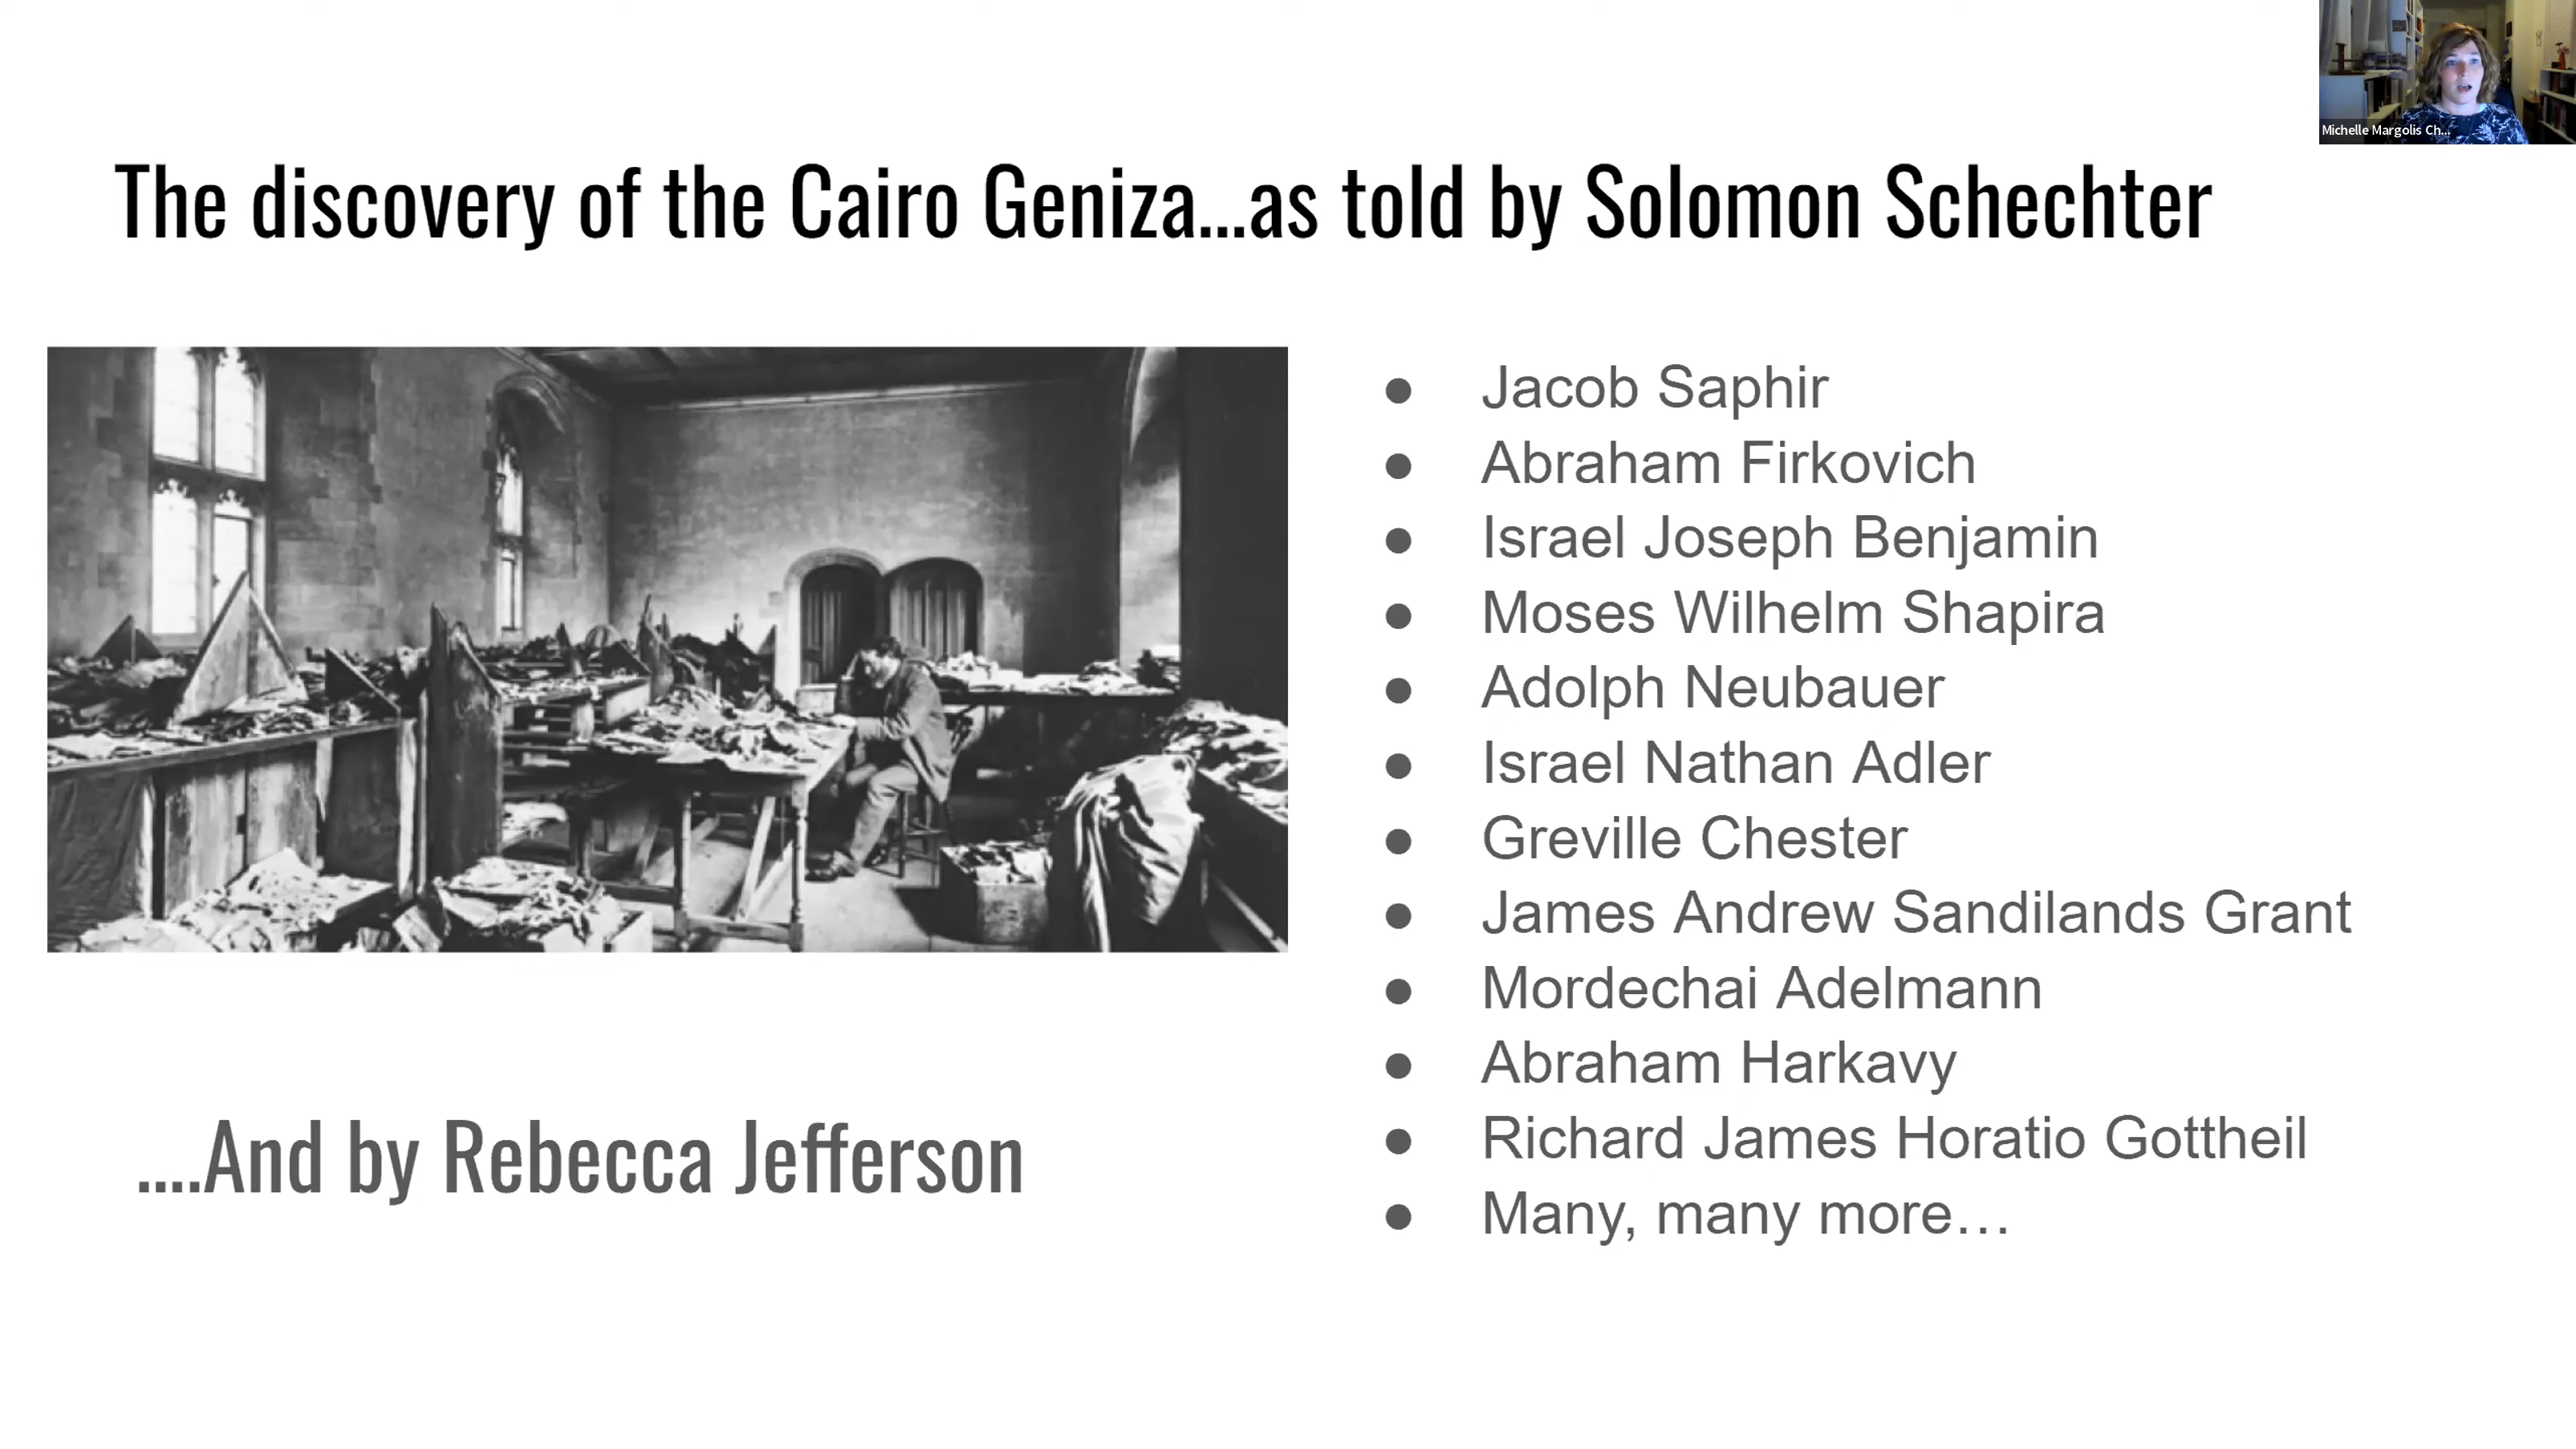 Michelle Margolis Ch...
The discovery of the Cairo Geniza...as told by Solomon Schechter
● Jacob Saphir
● Abraham Firkovich
● Israel Joseph Benjamin
● Moses Wilhelm Shapira
● Adolph Neubauer
● Israel Nathan Adler
● Greville Chester
● James Andrew Sandilands Grant
● Mordechai Adelmann
● Abraham Harkavy
● Richard James Horatio Gottheil
● Many, many more…
....And by Rebecca Jefferson